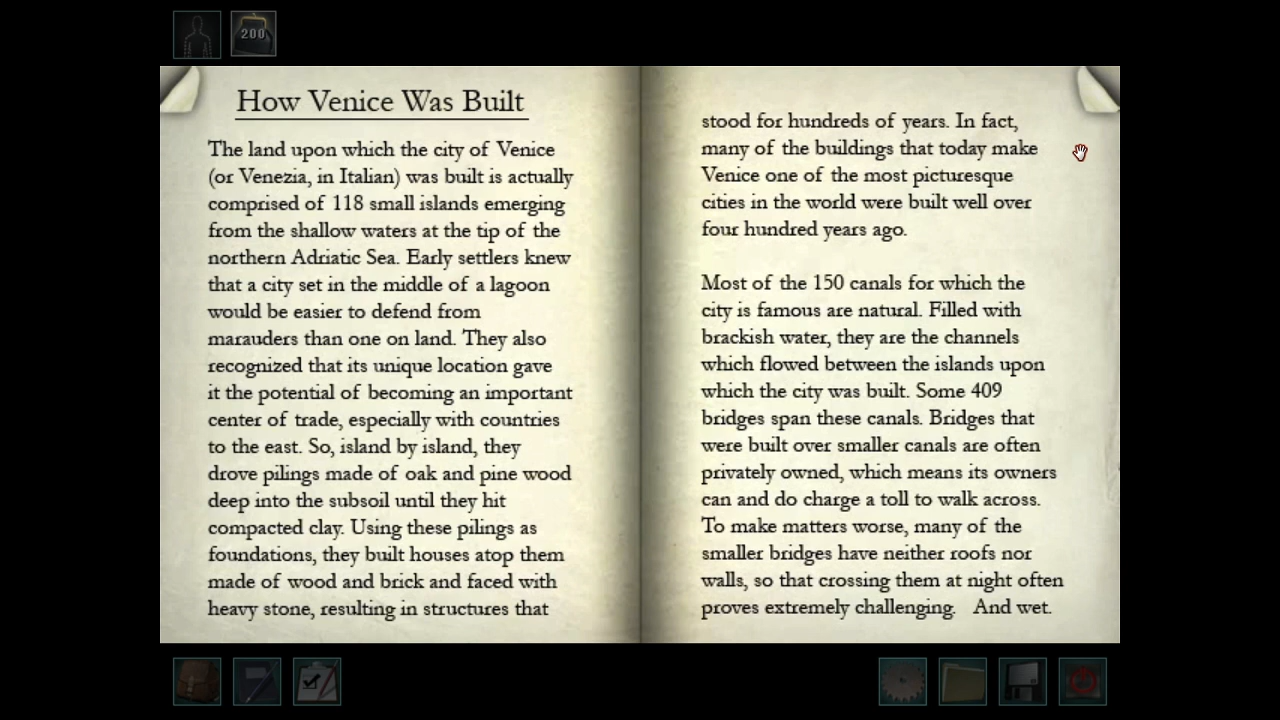 200
How Venice Was Built
The land upon which the city of Venice
(or Venezia, in Italian) was built is actually
comprised of 118 small islands emerging
from the shallow waters at the tip of the
northern Adriatic Sea. Early settlers knew
that a city set in the middle of a lagoon
would be easier to defend from
marauders than one on land. They also
recognized that its unique location gave
it the potential of becoming an important
center of trade, especially with countries
to the east. So, island by island, they
drove pilings made of oak and pine wood
deep into the subsoil until they hit
compacted clay. Using these pilings as
foundations, they built houses atop them
made of wood and brick and faced with
heavy stone, resulting in structures that
stood for hundreds of years. In fact,
many of the buildings that today make
Venice one of the most picturesque
cities in the world were built well over
four hundred years ago.
Most of the 150 canals for which the
city is famous are natural. Filled with
brackish water, they are the channels
which flowed between the islands upon
which the city was built. Some 409
bridges span these canals. Bridges that
were built over smaller canals are often
privately owned, which means its owners
can and do charge a toll to walk across.
To make matters worse, many of the
smaller bridges have neither roofs nor
walls, so that crossing them at night often
proves extremely challenging. And wet.